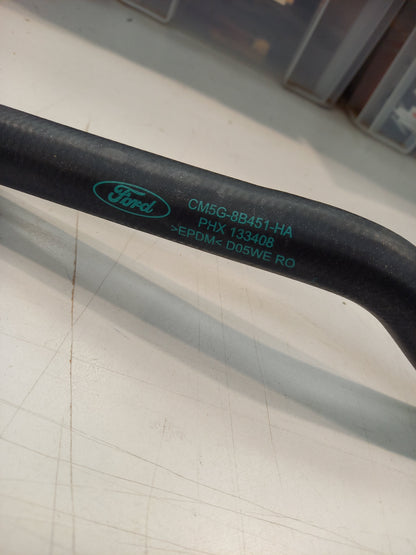 Ford
CM5G-8B451-HA
PHX 133408
>EPDM< D05WE RO